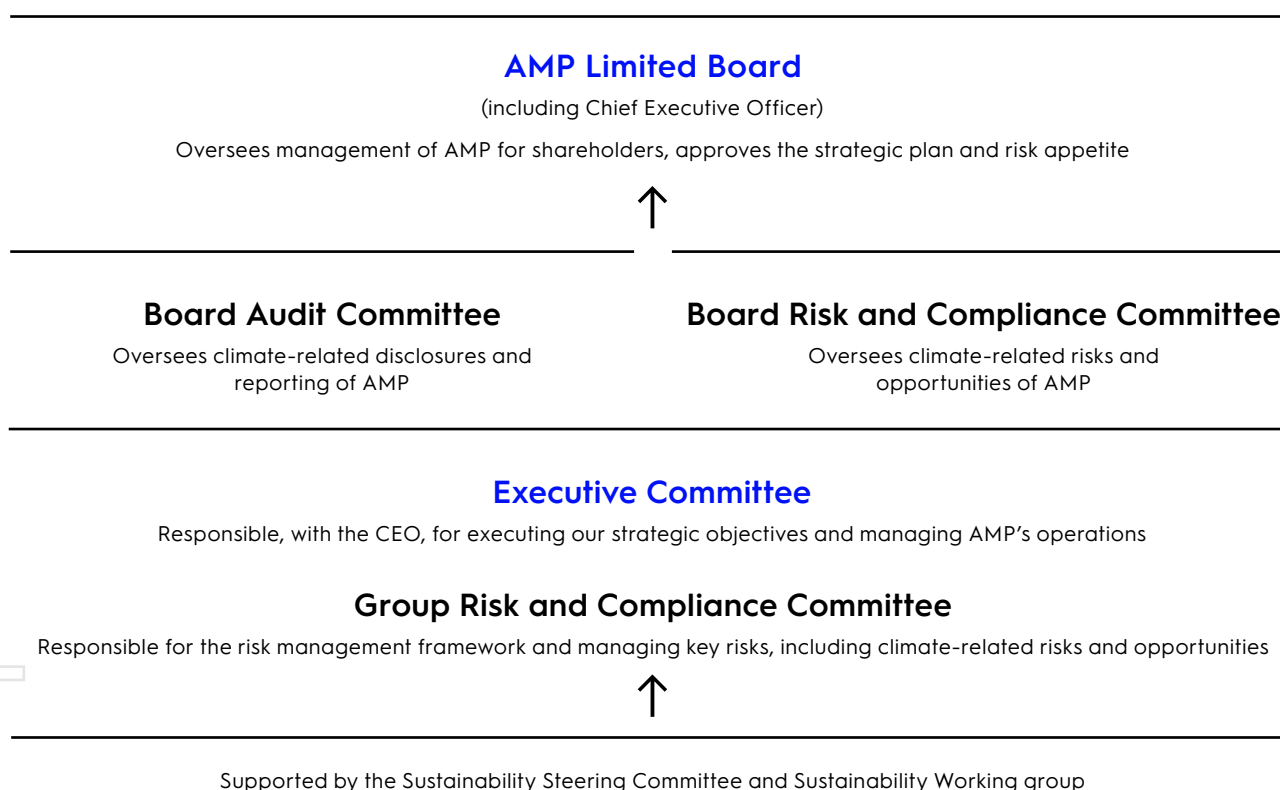 AMP Limited Board
(including Chief Executive Officer)
Oversees management of AMP for shareholders, approves the strategic plan and risk appetite
Board Audit Committee
Oversees climate-related disclosures and
reporting of AMP
Board Risk and Compliance Committee
Oversees climate-related risks and
opportunities of AMP
Executive Committee
Responsible, with the CEO, for executing our strategic objectives and managing AMP’s operations
Group Risk and Compliance Committee
Responsible for the risk management framework and managing key risks, including climate-related risks and opportunities
Supported by the Sustainability Steering Committee and Sustainability Working group